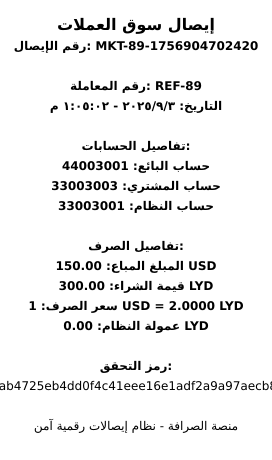 إيصال سوق العملات
رقم الإيصال: MKT-89-1756904702420
رقم المعاملة: REF-89
التاريخ: ٢٠٢٥/٩/٣ - ١:٠٥:٠٢ م
تفاصيل الحسابات:
حساب البائع: 44003001
حساب المشتري: 33003003
حساب النظام: 33003001
تفاصيل الصرف:
المبلغ المباع: 150.00 USD
قيمة الشراء: 300.00 LYD
سعر الصرف: 1 USD = 2.0000 LYD
عمولة النظام: 0.00 LYD
رمز التحقق:
ab4725eb4dd0f4c41eee16e1adf2a9a97aecb8
منصة الصرافة - نظام إيصالات رقمية آمن